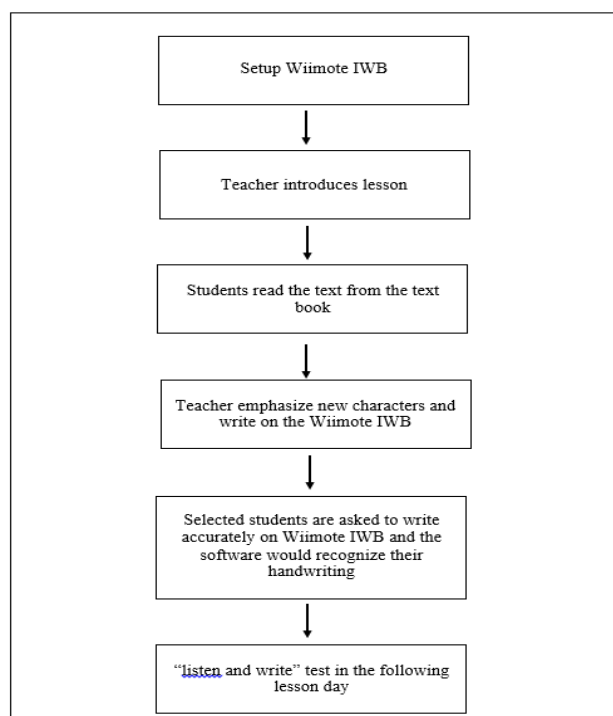 Setup Wiimote IWB
Teacher introduces lesson
Students read the text from the text
book
Teacher emphasize new characters and
write on the Wiimote IWB
Selected students are asked to write
accurately on Wiimote IWB and the
software would recognize their
handwriting
“listen and write” test in the following
lesson day